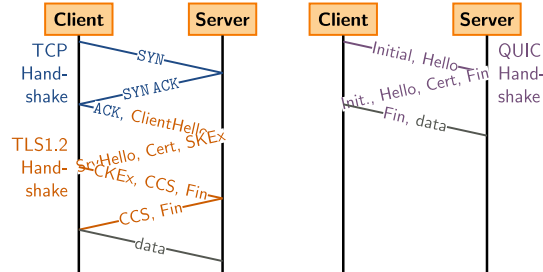 Client
Server
TCP
Hand-
shake
SYN
SYN ACK
ACK, ClientHello
TLS1.2
Hand-
shake
SrvHello, Cert, SKEx
CKEx, CCS, Fin
CCS, Fin
data
Client
Server
QUIC
Hand-
shake
Initial, Hello
Init., Hello, Cert, Fin
Fin, data